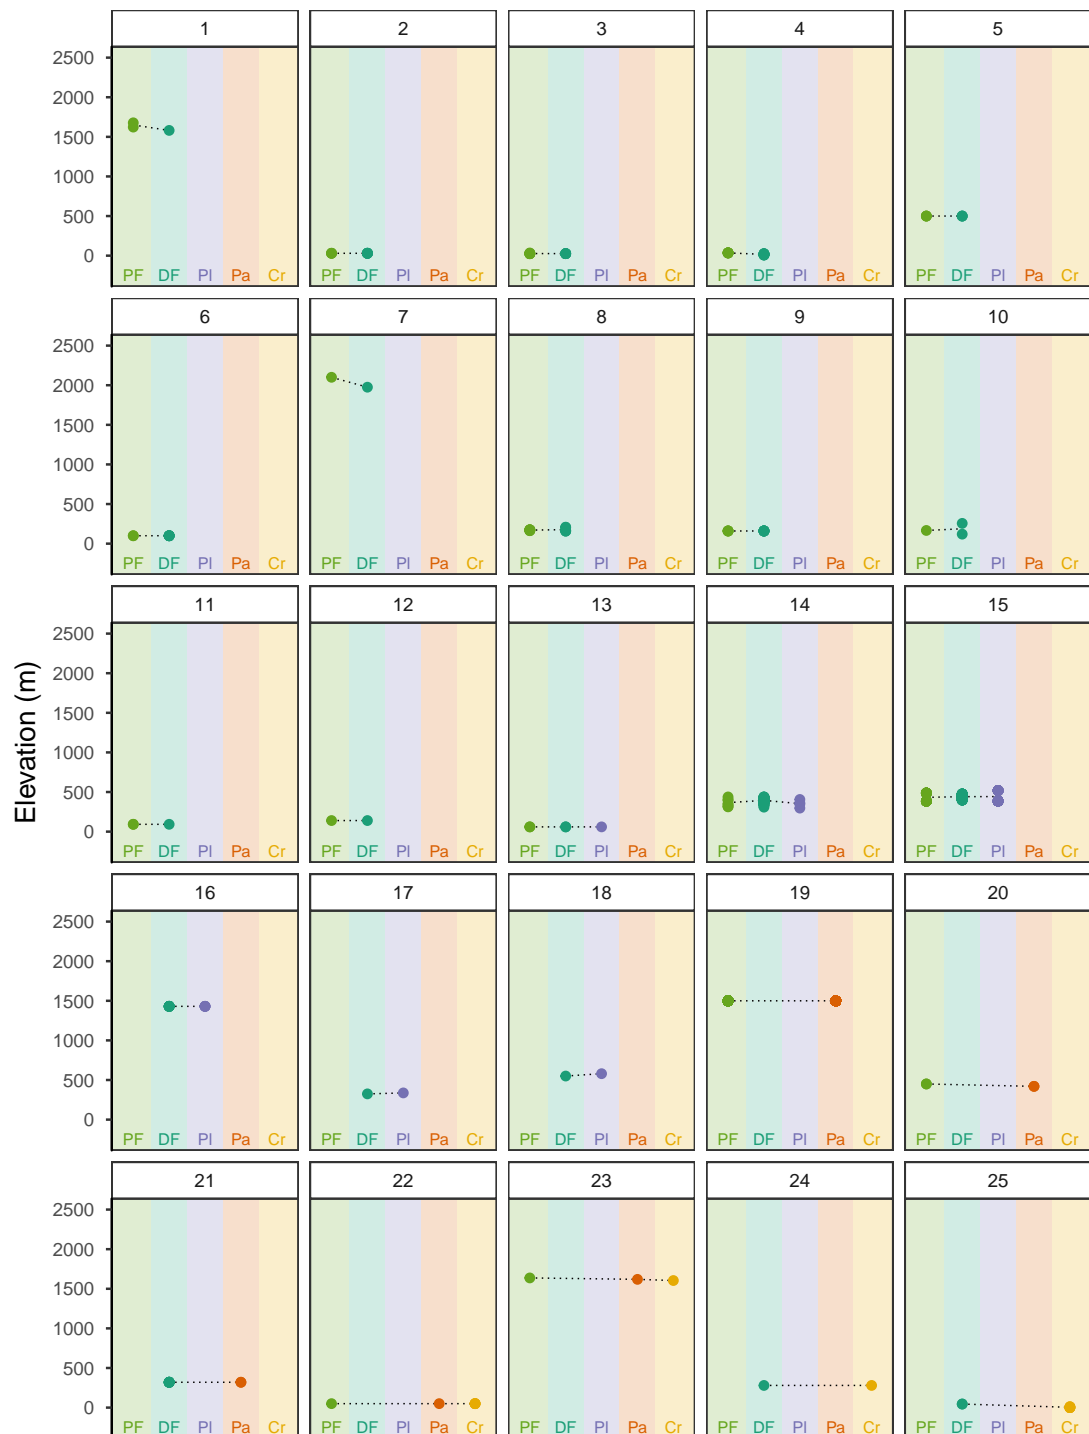 1 2 3 4 5
2500
2000
1500
1000
500
0
PF DF Pl Pa Cr PF DF Pl Pa Cr PF DF Pl Pa Cr PF DF Pl Pa Cr PF DF Pl Pa Cr
6 7 8 9 10
2500
2000
1500
1000
500
0
PF DF Pl Pa Cr PF DF Pl Pa Cr PF DF Pl Pa Cr PF DF Pl Pa Cr PF DF Pl Pa Cr
11 12 13 14 15
2500
2000
1500
1000
500
0
PF DF Pl Pa Cr PF DF Pl Pa Cr PF DF Pl Pa Cr PF DF Pl Pa Cr PF DF Pl Pa Cr
Elevation (m)
16 17 18 19 20
2500
2000
1500
1000
500
0
PF DF Pl Pa Cr PF DF Pl Pa Cr PF DF Pl Pa Cr PF DF Pl Pa Cr PF DF Pl Pa Cr
21 22 23 24 25
2500
2000
1500
1000
500
0
PF DF Pl Pa Cr PF DF Pl Pa Cr PF DF Pl Pa Cr PF DF Pl Pa Cr PF DF Pl Pa Cr